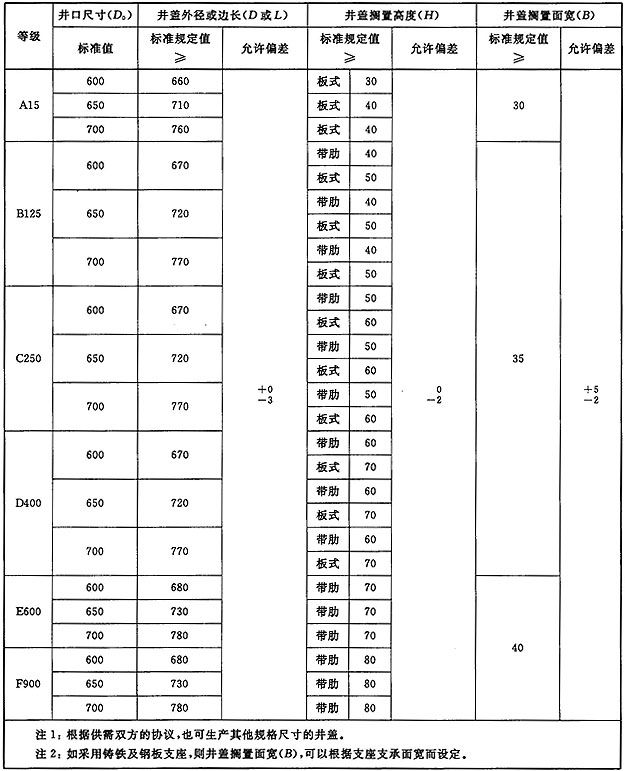 等级
井口尺寸(D₀)
井盖外径或边长(D或L)
井盖搁置高度(H)
井盖搁置面宽(B)
标准值
标准规定值
≥
允许偏差
标准规定值
≥
允许偏差
标准规定值
≥
允许偏差
A15
600 660 板式 30
650 710 板式 40
700 760 板式 40
30
B125
600 670 带肋 40
板式 50
650 720 带肋 40
板式 50
700 770 带肋 40
板式 50
C250
600 670 带肋 50
板式 60
650 720 带肋 50
板式 60
700 770 带肋 50
板式 60
+0
−3
0
−2
35
+5
−2
D400
600 670 带肋 60
板式 70
650 720 带肋 60
板式 70
700 770 带肋 60
板式 70
E600
600 680 带肋 70
650 730 带肋 70
700 780 带肋 70
40
F900
600 680 带肋 80
650 730 带肋 80
700 780 带肋 80
注1:根据供需双方的协议,也可生产其他规格尺寸的井盖。
注2:如采用铸铁及钢板支座,则井盖搁置面宽(B),可以根据支座支承面宽而设定。